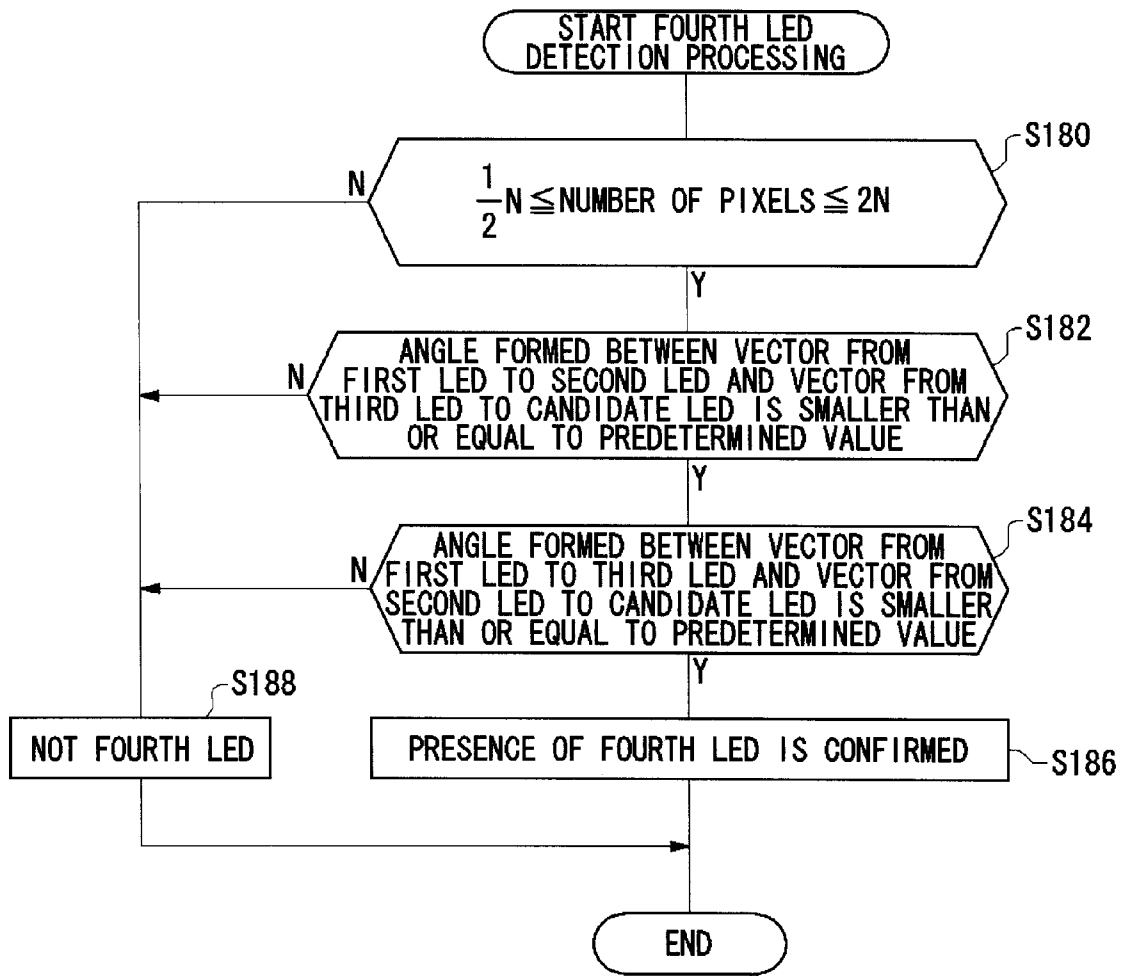 START FOURTH LED
DETECTION PROCESSING
S180
N
1/2 N ≦ NUMBER OF PIXELS ≦ 2N
Y
S182
N
ANGLE FORMED BETWEEN VECTOR FROM
FIRST LED TO SECOND LED AND VECTOR FROM
THIRD LED TO CANDIDATE LED IS SMALLER THAN
OR EQUAL TO PREDETERMINED VALUE
Y
S184
N
ANGLE FORMED BETWEEN VECTOR FROM
FIRST LED TO THIRD LED AND VECTOR FROM
SECOND LED TO CANDIDATE LED IS SMALLER
THAN OR EQUAL TO PREDETERMINED VALUE
Y
S188
NOT FOURTH LED
PRESENCE OF FOURTH LED IS CONFIRMED
S186
END